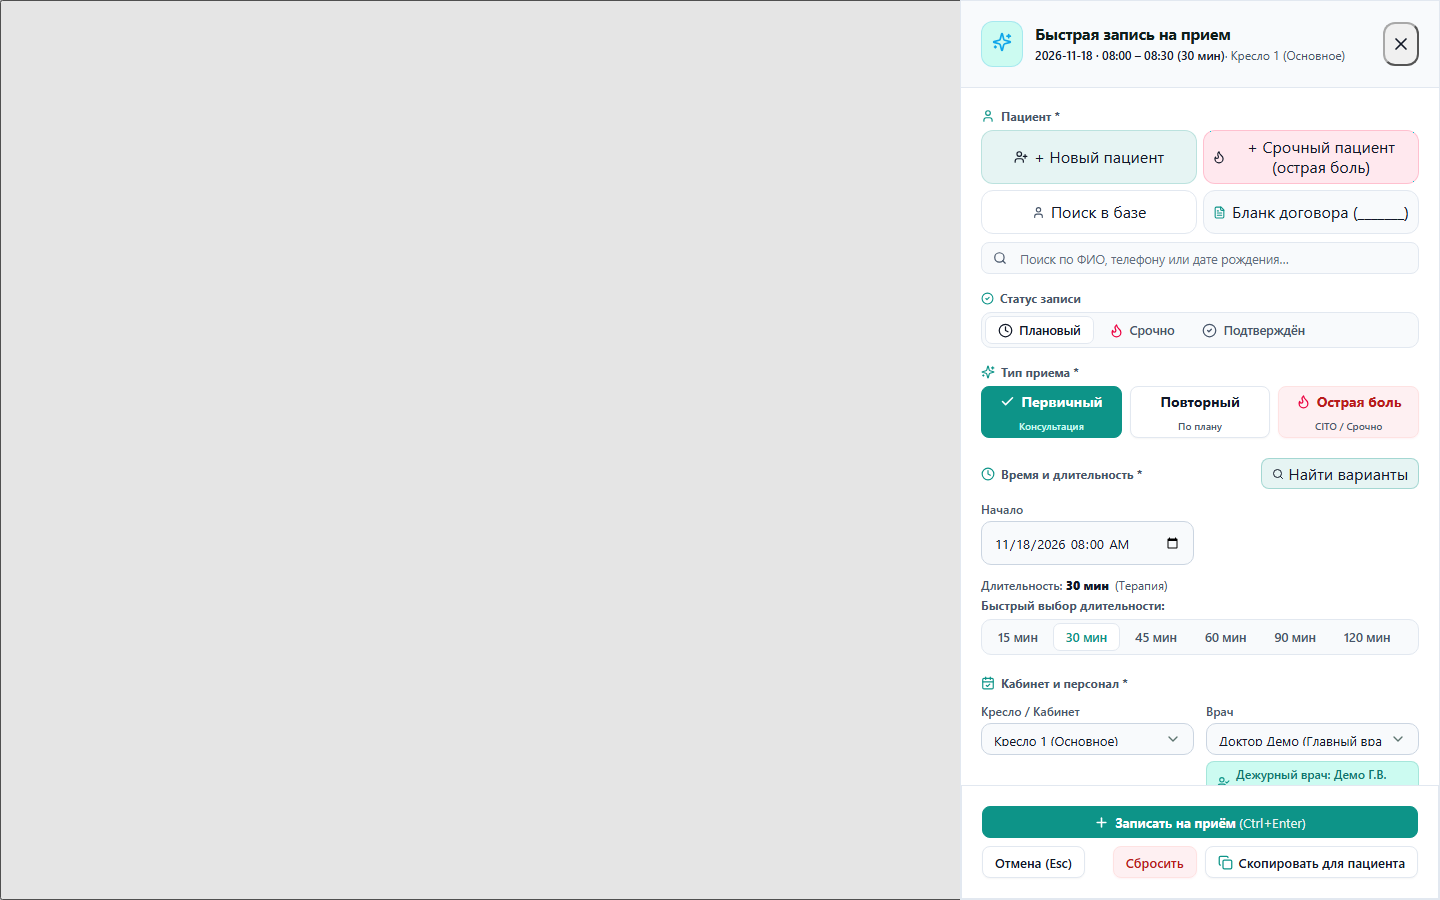 Быстрая запись на прием
2026-11-18 · 08:00 – 08:30 (30 мин)· Кресло 1 (Основное)
Пациент *
+ Новый пациент
+ Срочный пациент
(острая боль)
Поиск в базе
Бланк договора (_______)
Поиск по ФИО, телефону или дате рождения...
Статус записи
Плановый
Срочно
Подтверждён
Тип приема *
Первичный
Консультация
Повторный
По плану
Острая боль
CITO / Срочно
Время и длительность *
Найти варианты
Начало
11/18/2026 08:00 AM
Длительность: 30 мин (Терапия)
Быстрый выбор длительности:
15 мин
30 мин
45 мин
60 мин
90 мин
120 мин
Кабинет и персонал *
Кресло / Кабинет
Врач
Кресло 1 (Основное)
Доктор Демо (Главный вра
Дежурный врач: Демо Г.В.
Записать на приём (Ctrl+Enter)
Отмена (Esc)
Сбросить
Скопировать для пациента